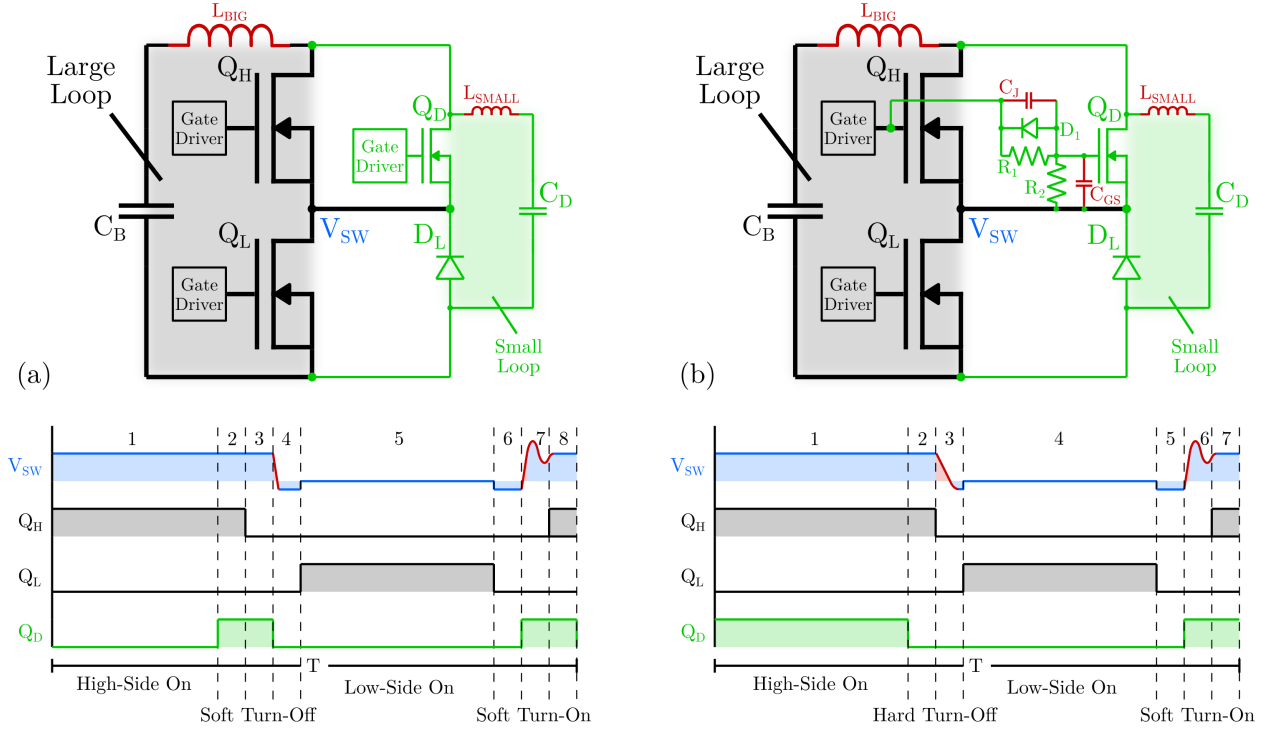 L_BIG
Large
Loop
Q_H
Gate
Driver
Q_D
L_SMALL
Gate
Driver
C_D
C_B
V_SW
Q_L
D_L
Gate
Driver
Small
Loop
(a)
L_BIG
Large
Loop
Q_H
Gate
Driver
C_J
D_1
R_1
R_2
C_GS
Q_D
L_SMALL
C_D
C_B
V_SW
Q_L
D_L
Gate
Driver
Small
Loop
(b)
1 2 3 4 5 6 7 8
V_SW
Q_H
Q_L
Q_D
T
High-Side On
Low-Side On
Soft Turn-Off
Soft Turn-On
1 2 3 4 5 6 7
V_SW
Q_H
Q_L
Q_D
T
High-Side On
Low-Side On
Hard Turn-Off
Soft Turn-On